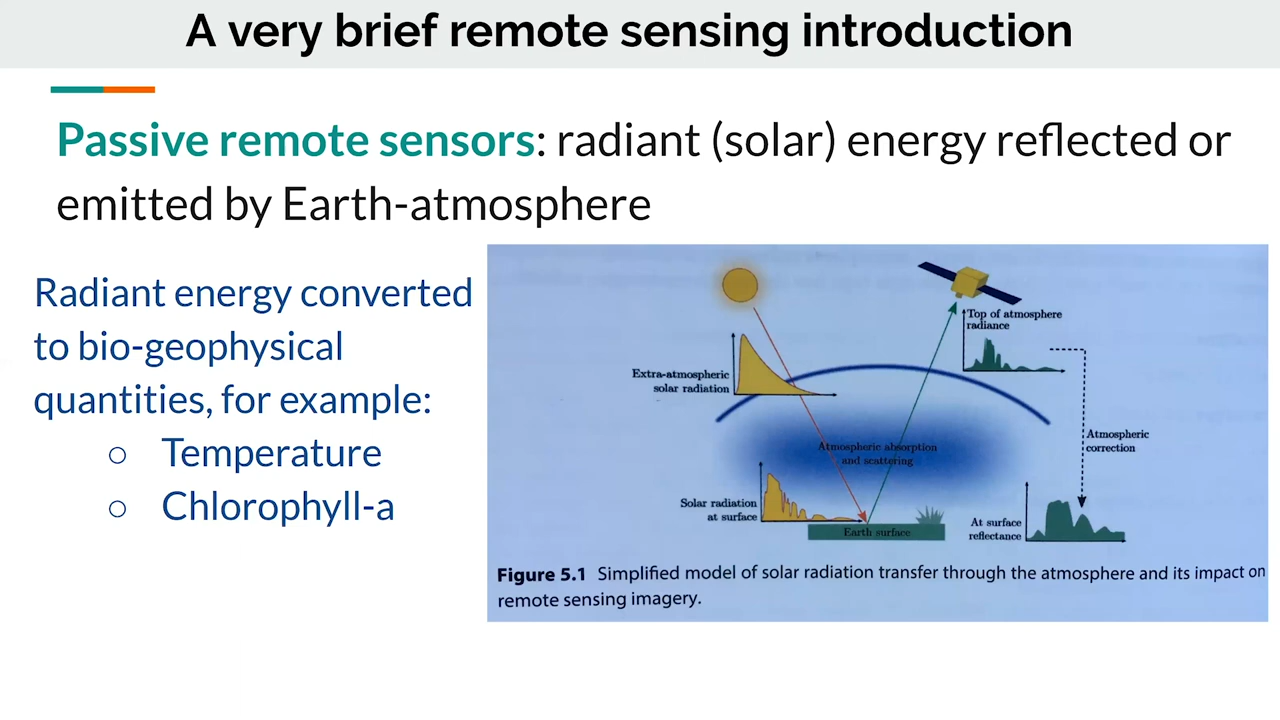 A very brief remote sensing introduction
Passive remote sensors: radiant (solar) energy reflected or
emitted by Earth-atmosphere
Radiant energy converted
to bio-geophysical
quantities, for example:
○ Temperature
○ Chlorophyll-a
Top of atmosphere
radiance
Extra-atmospheric
solar radiation
Atmospheric absorption
and scattering
Atmospheric
correction
Solar radiation
at surface
Earth surface
At surface
reflectance
Figure 5.1 Simplified model of solar radiation transfer through the atmosphere and its impact on
remote sensing imagery.